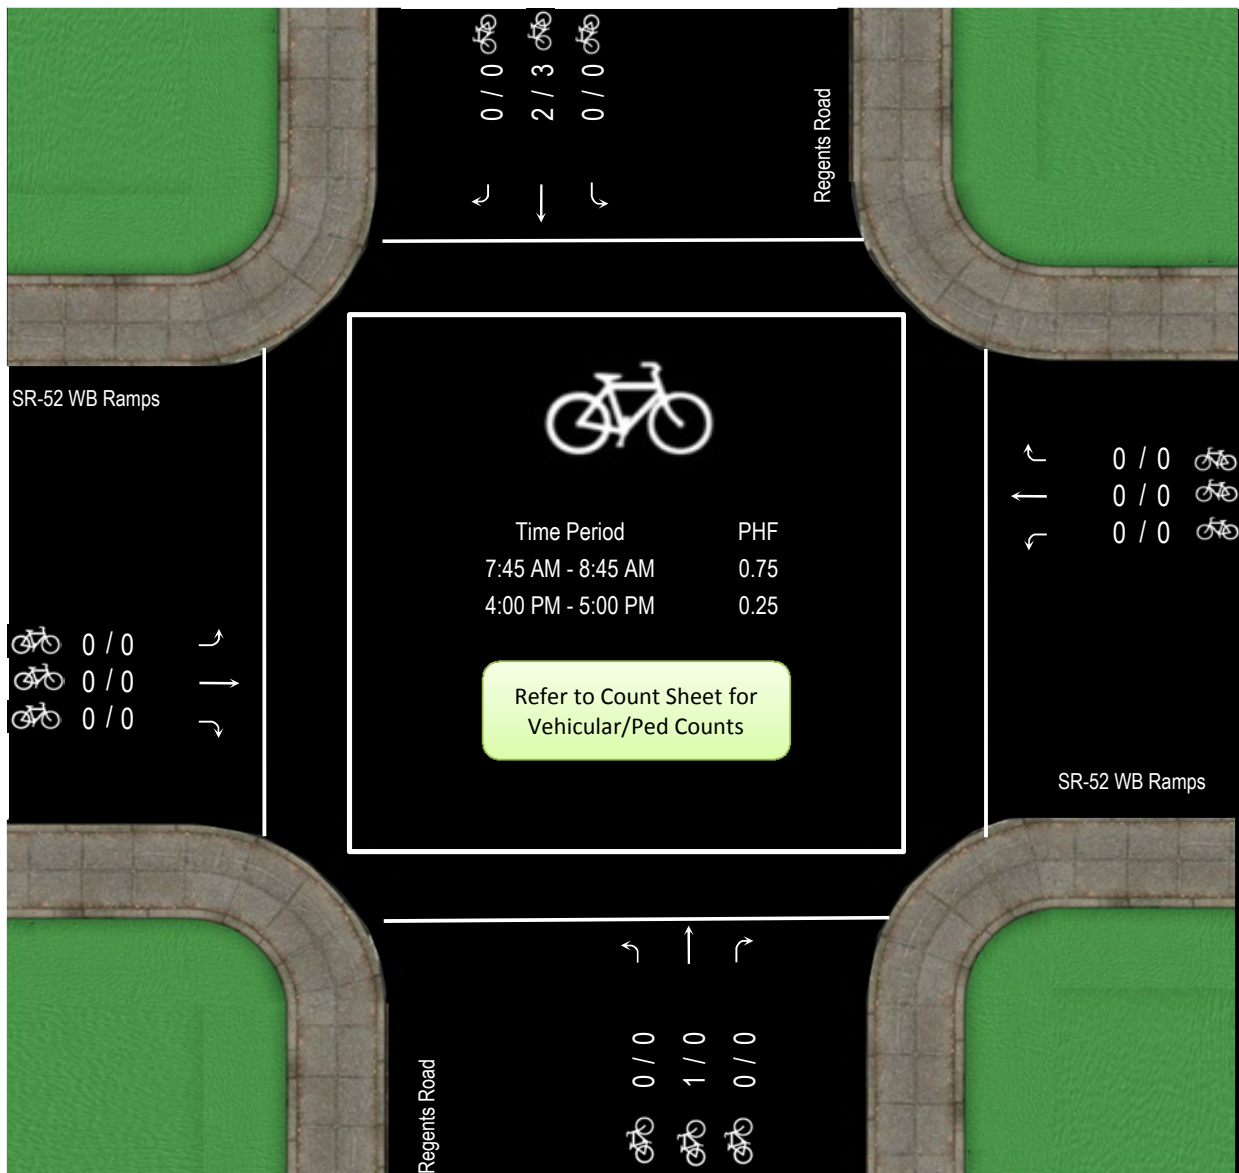 0 / 0
2 / 3
0 / 0
Regents Road
SR-52 WB Ramps
0 / 0
0 / 0
0 / 0
Time Period PHF
7:45 AM - 8:45 AM 0.75
4:00 PM - 5:00 PM 0.25
0 / 0
0 / 0
0 / 0
Refer to Count Sheet for
Vehicular/Ped Counts
SR-52 WB Ramps
Regents Road
0 / 0
1 / 0
0 / 0